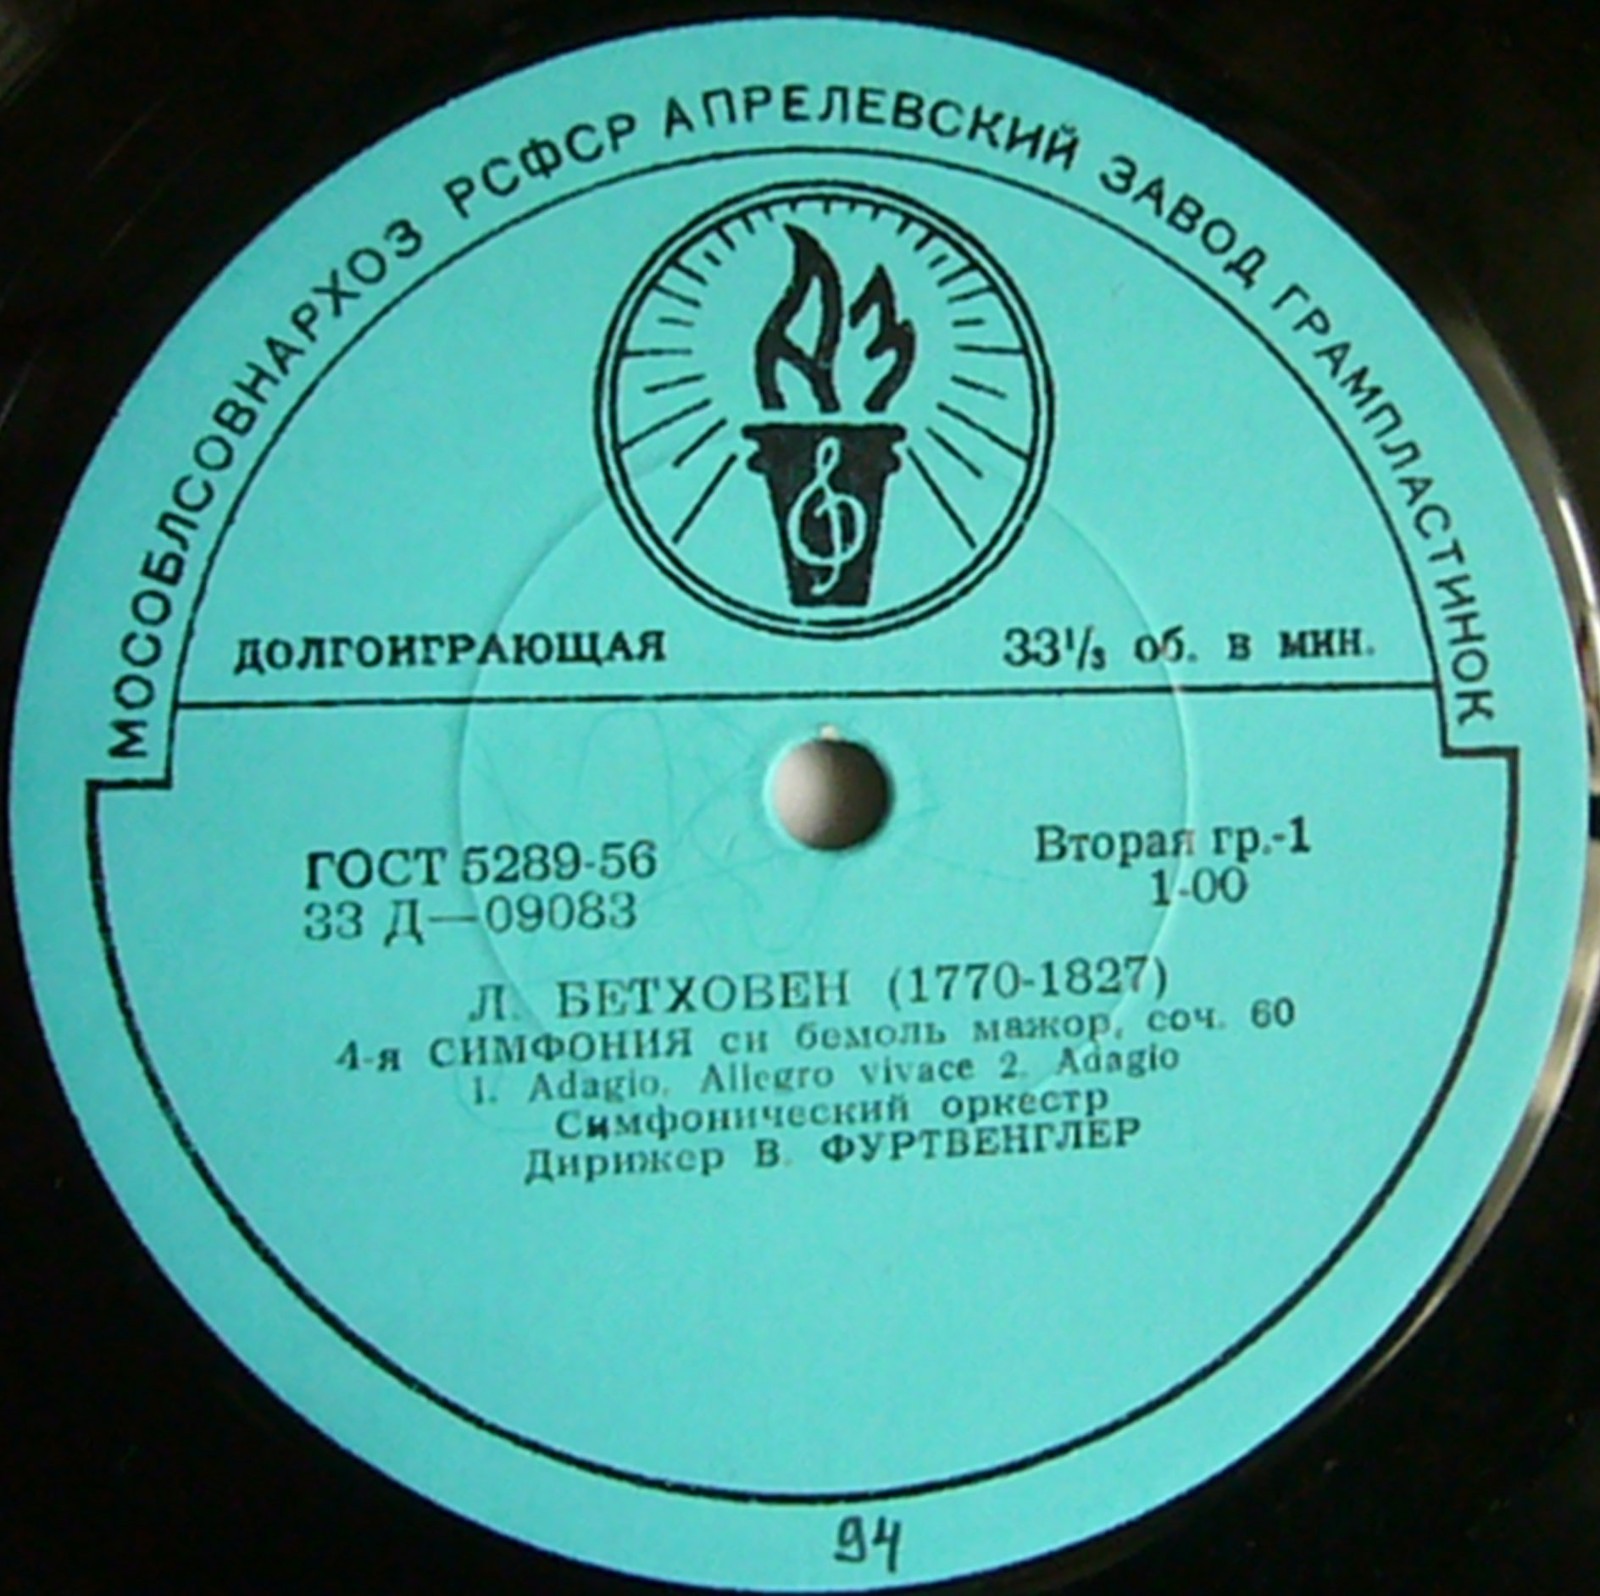 МОСОБЛСОВНАРХОЗ РСФСР АПРЕЛЕВСКИЙ ЗАВОД ГРАМПЛАСТИНОК
АЗ
ДОЛГОИГРАЮЩАЯ 33⅓ об. в мин.
ГОСТ 5289-56 Вторая гр.-1
33 Д—09083 1-00
Л. БЕТХОВЕН (1770-1827)
4-я СИМФОНИЯ си бемоль мажор, соч. 60
1. Adagio. Allegro vivace 2. Adagio
Симфонический оркестр
Дирижер В. ФУРТВЕНГЛЕР
94